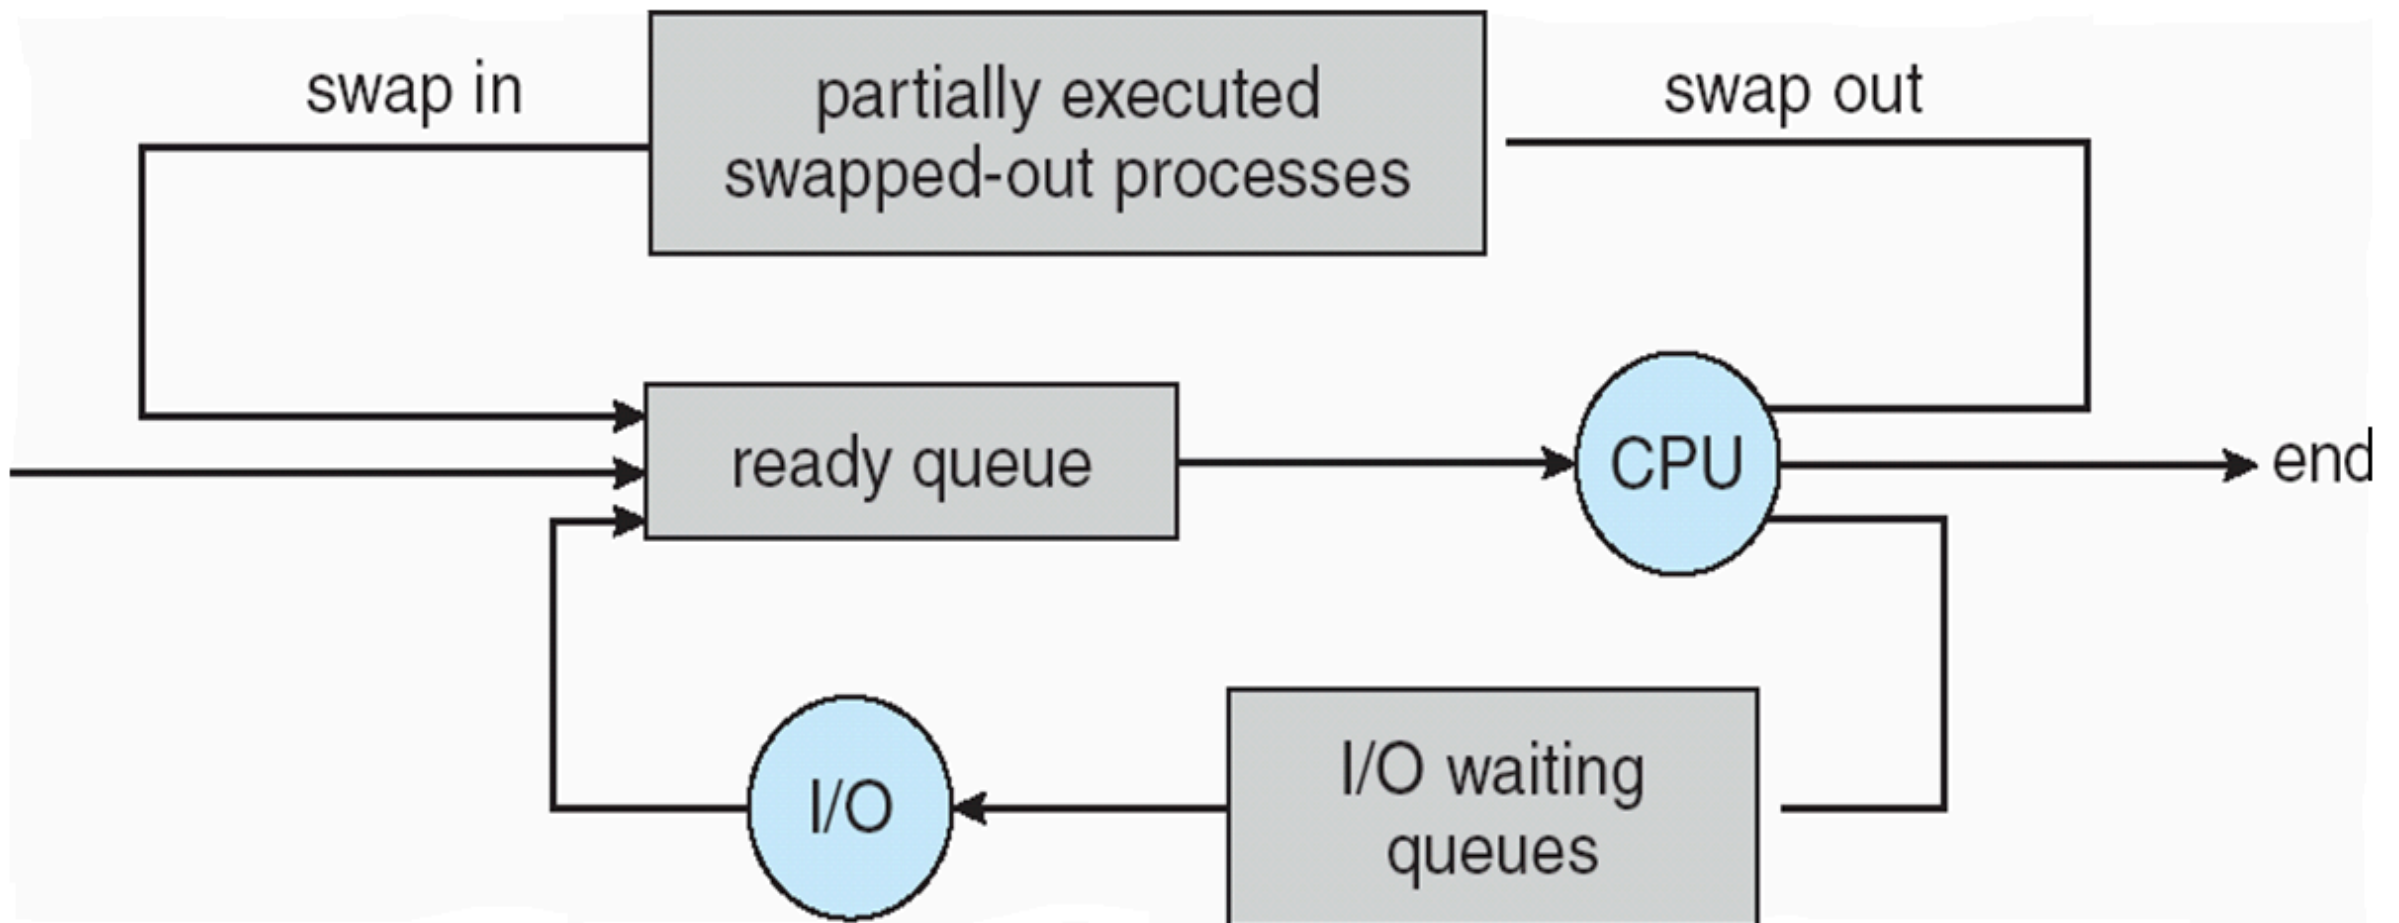 swap in
partially executed
swapped-out processes
swap out
ready queue
CPU
end
I/O
I/O waiting
queues